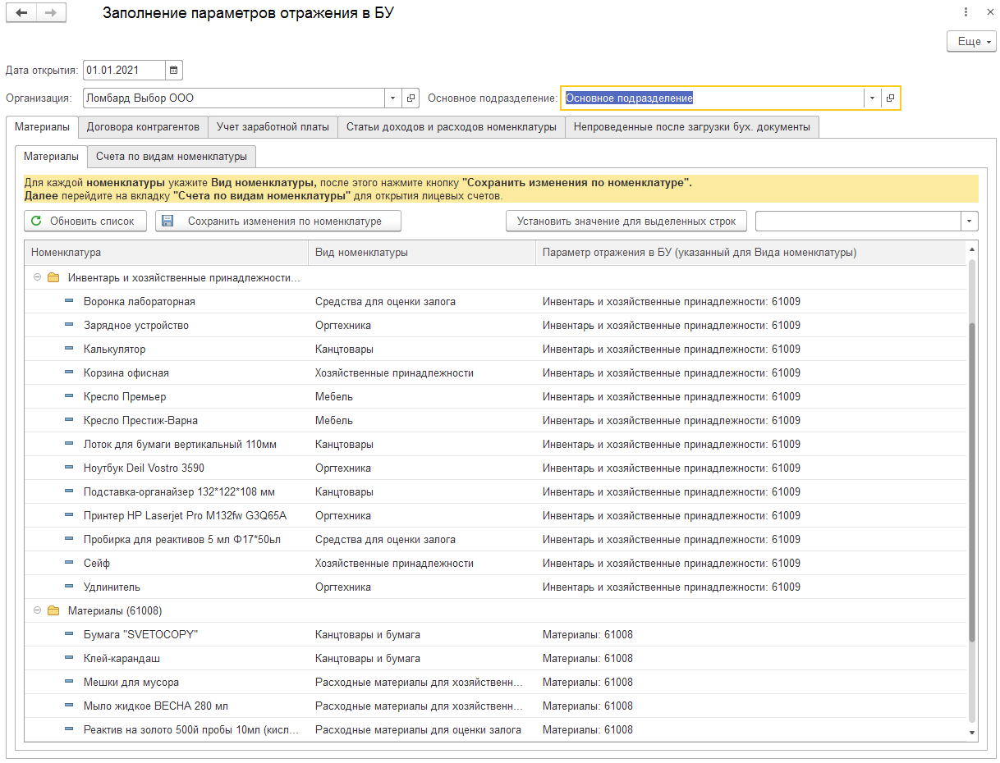 Заполнение параметров отражения в БУ
Еще
Дата открытия: 01.01.2021
Организация: Ломбард Выбор ООО Основное подразделение: Основное подразделение
Материалы Договора контрагентов Учет заработной платы Статьи доходов и расходов номенклатуры Непроведенные после загрузки бух. документы
Материалы Счета по видам номенклатуры
Для каждой номенклатуры укажите Вид номенклатуры, после этого нажмите кнопку "Сохранить изменения по номенклатуре".
Далее перейдите на вкладку "Счета по видам номенклатуры" для открытия лицевых счетов.
Обновить список Сохранить изменения по номенклатуре Установить значение для выделенных строк
Номенклатура Вид номенклатуры Параметр отражения в БУ (указанный для Вида номенклатуры)
Инвентарь и хозяйственные принадлежности...
Воронка лабораторная Средства для оценки залога Инвентарь и хозяйственные принадлежности: 61009
Зарядное устройство Оргтехника Инвентарь и хозяйственные принадлежности: 61009
Калькулятор Канцтовары Инвентарь и хозяйственные принадлежности: 61009
Корзина офисная Хозяйственные принадлежности Инвентарь и хозяйственные принадлежности: 61009
Кресло Премьер Мебель Инвентарь и хозяйственные принадлежности: 61009
Кресло Престиж-Варна Мебель Инвентарь и хозяйственные принадлежности: 61009
Лоток для бумаги вертикальный 110мм Канцтовары Инвентарь и хозяйственные принадлежности: 61009
Ноутбук Deil Vostro 3590 Оргтехника Инвентарь и хозяйственные принадлежности: 61009
Подставка-органайзер 132*122*108 мм Канцтовары Инвентарь и хозяйственные принадлежности: 61009
Принтер HP Laserjet Pro M132fw G3Q65A Оргтехника Инвентарь и хозяйственные принадлежности: 61009
Пробирка для реактивов 5 мл Ф17*50ьл Средства для оценки залога Инвентарь и хозяйственные принадлежности: 61009
Сейф Хозяйственные принадлежности Инвентарь и хозяйственные принадлежности: 61009
Удлинитель Оргтехника Инвентарь и хозяйственные принадлежности: 61009
Материалы (61008)
Бумага "SVETOCOPY" Канцтовары и бумага Материалы: 61008
Клей-карандаш Канцтовары и бумага Материалы: 61008
Мешки для мусора Расходные материалы для хозяйственн... Материалы: 61008
Мыло жидкое ВЕСНА 280 мл Расходные материалы для хозяйственн... Материалы: 61008
Реактив на золото 500й пробы 10мл (кисл... Расходные материалы для оценки залога Материалы: 61008